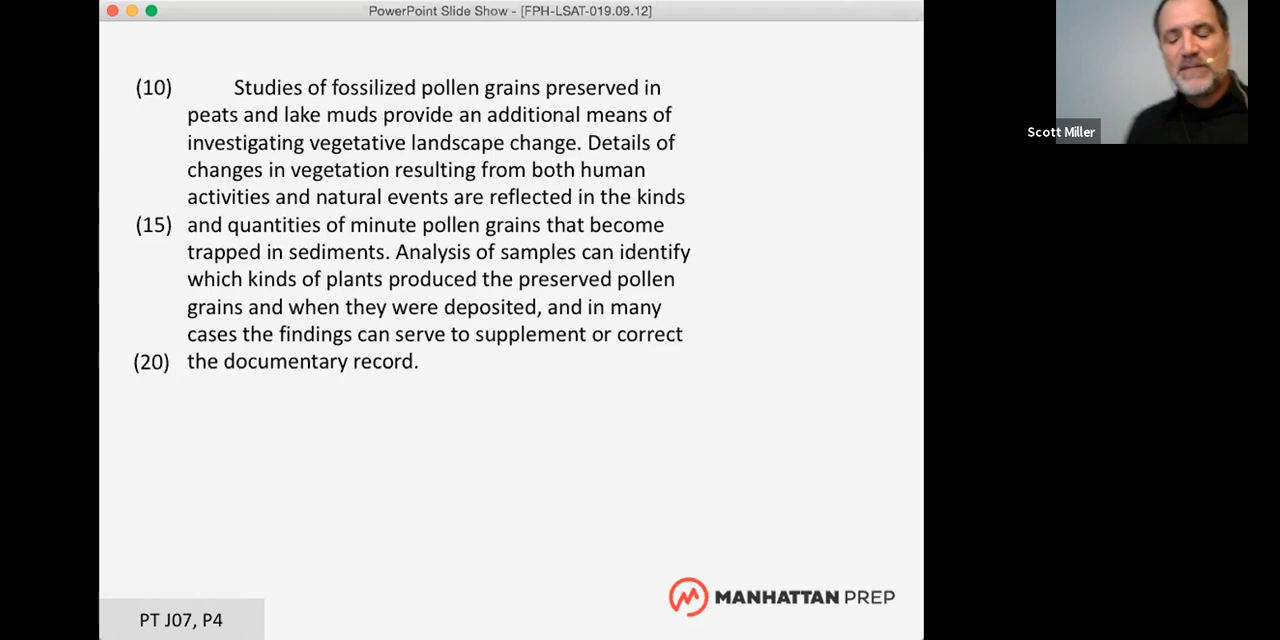 PowerPoint Slide Show - [FPH-LSAT-019.09.12]
(10) Studies of fossilized pollen grains preserved in
peats and lake muds provide an additional means of
investigating vegetative landscape change. Details of
changes in vegetation resulting from both human
activities and natural events are reflected in the kinds
(15) and quantities of minute pollen grains that become
trapped in sediments. Analysis of samples can identify
which kinds of plants produced the preserved pollen
grains and when they were deposited, and in many
cases the findings can serve to supplement or correct
(20) the documentary record.
Scott Miller
MANHATTAN PREP
PT J07, P4